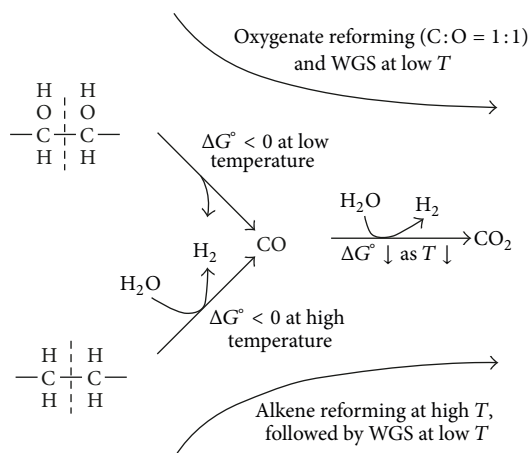 Oxygenate reforming (C:O = 1:1)
and WGS at low T
H H
O O
— C — C —
H H
ΔG° < 0 at low
temperature
H₂O
H₂
H₂
CO
CO₂
ΔG° ↓ as T ↓
H₂O
ΔG° < 0 at high
temperature
H H
— C — C —
H H
Alkene reforming at high T,
followed by WGS at low T